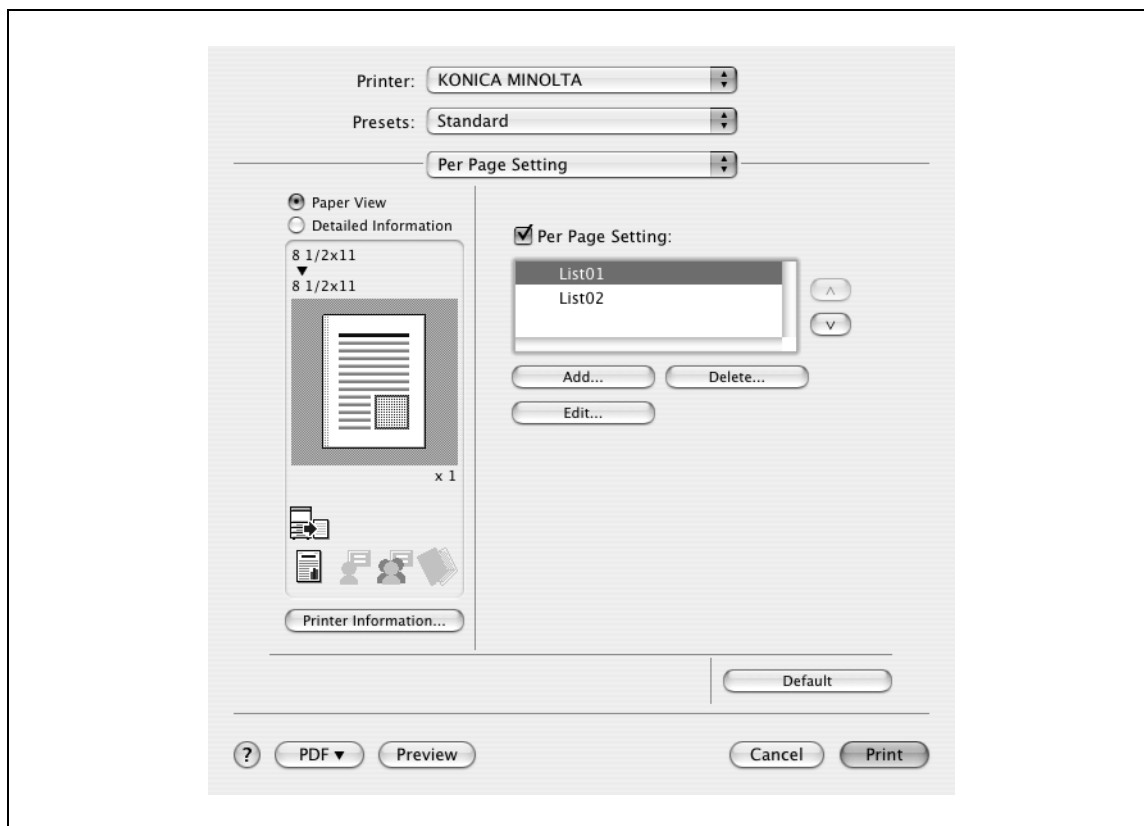 Printer: KONICA MINOLTA
Presets: Standard
Per Page Setting
Paper View
Detailed Information
8 1/2x11
8 1/2x11
x 1
Printer Information...
Per Page Setting:
List01
List02
Add... Delete...
Edit...
Default
? PDF Preview Cancel Print